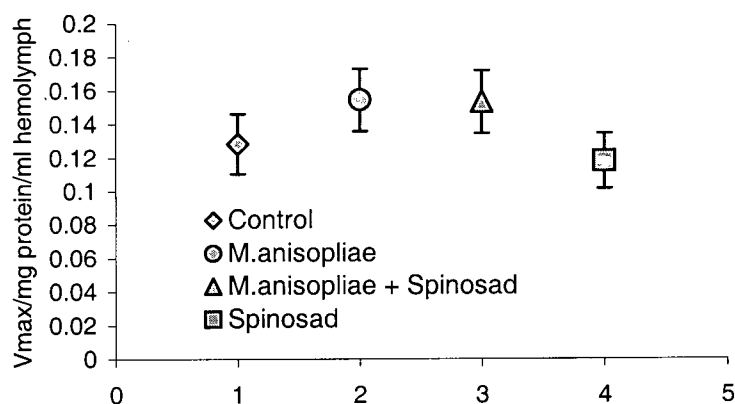 Vmax/mg protein/ml hemolymph
0.2
0.18
0.16
0.14
0.12
0.1
0.08
0.06
0.04
0.02
0
Control
M.anisopliae
M.anisopliae + Spinosad
Spinosad
0 1 2 3 4 5